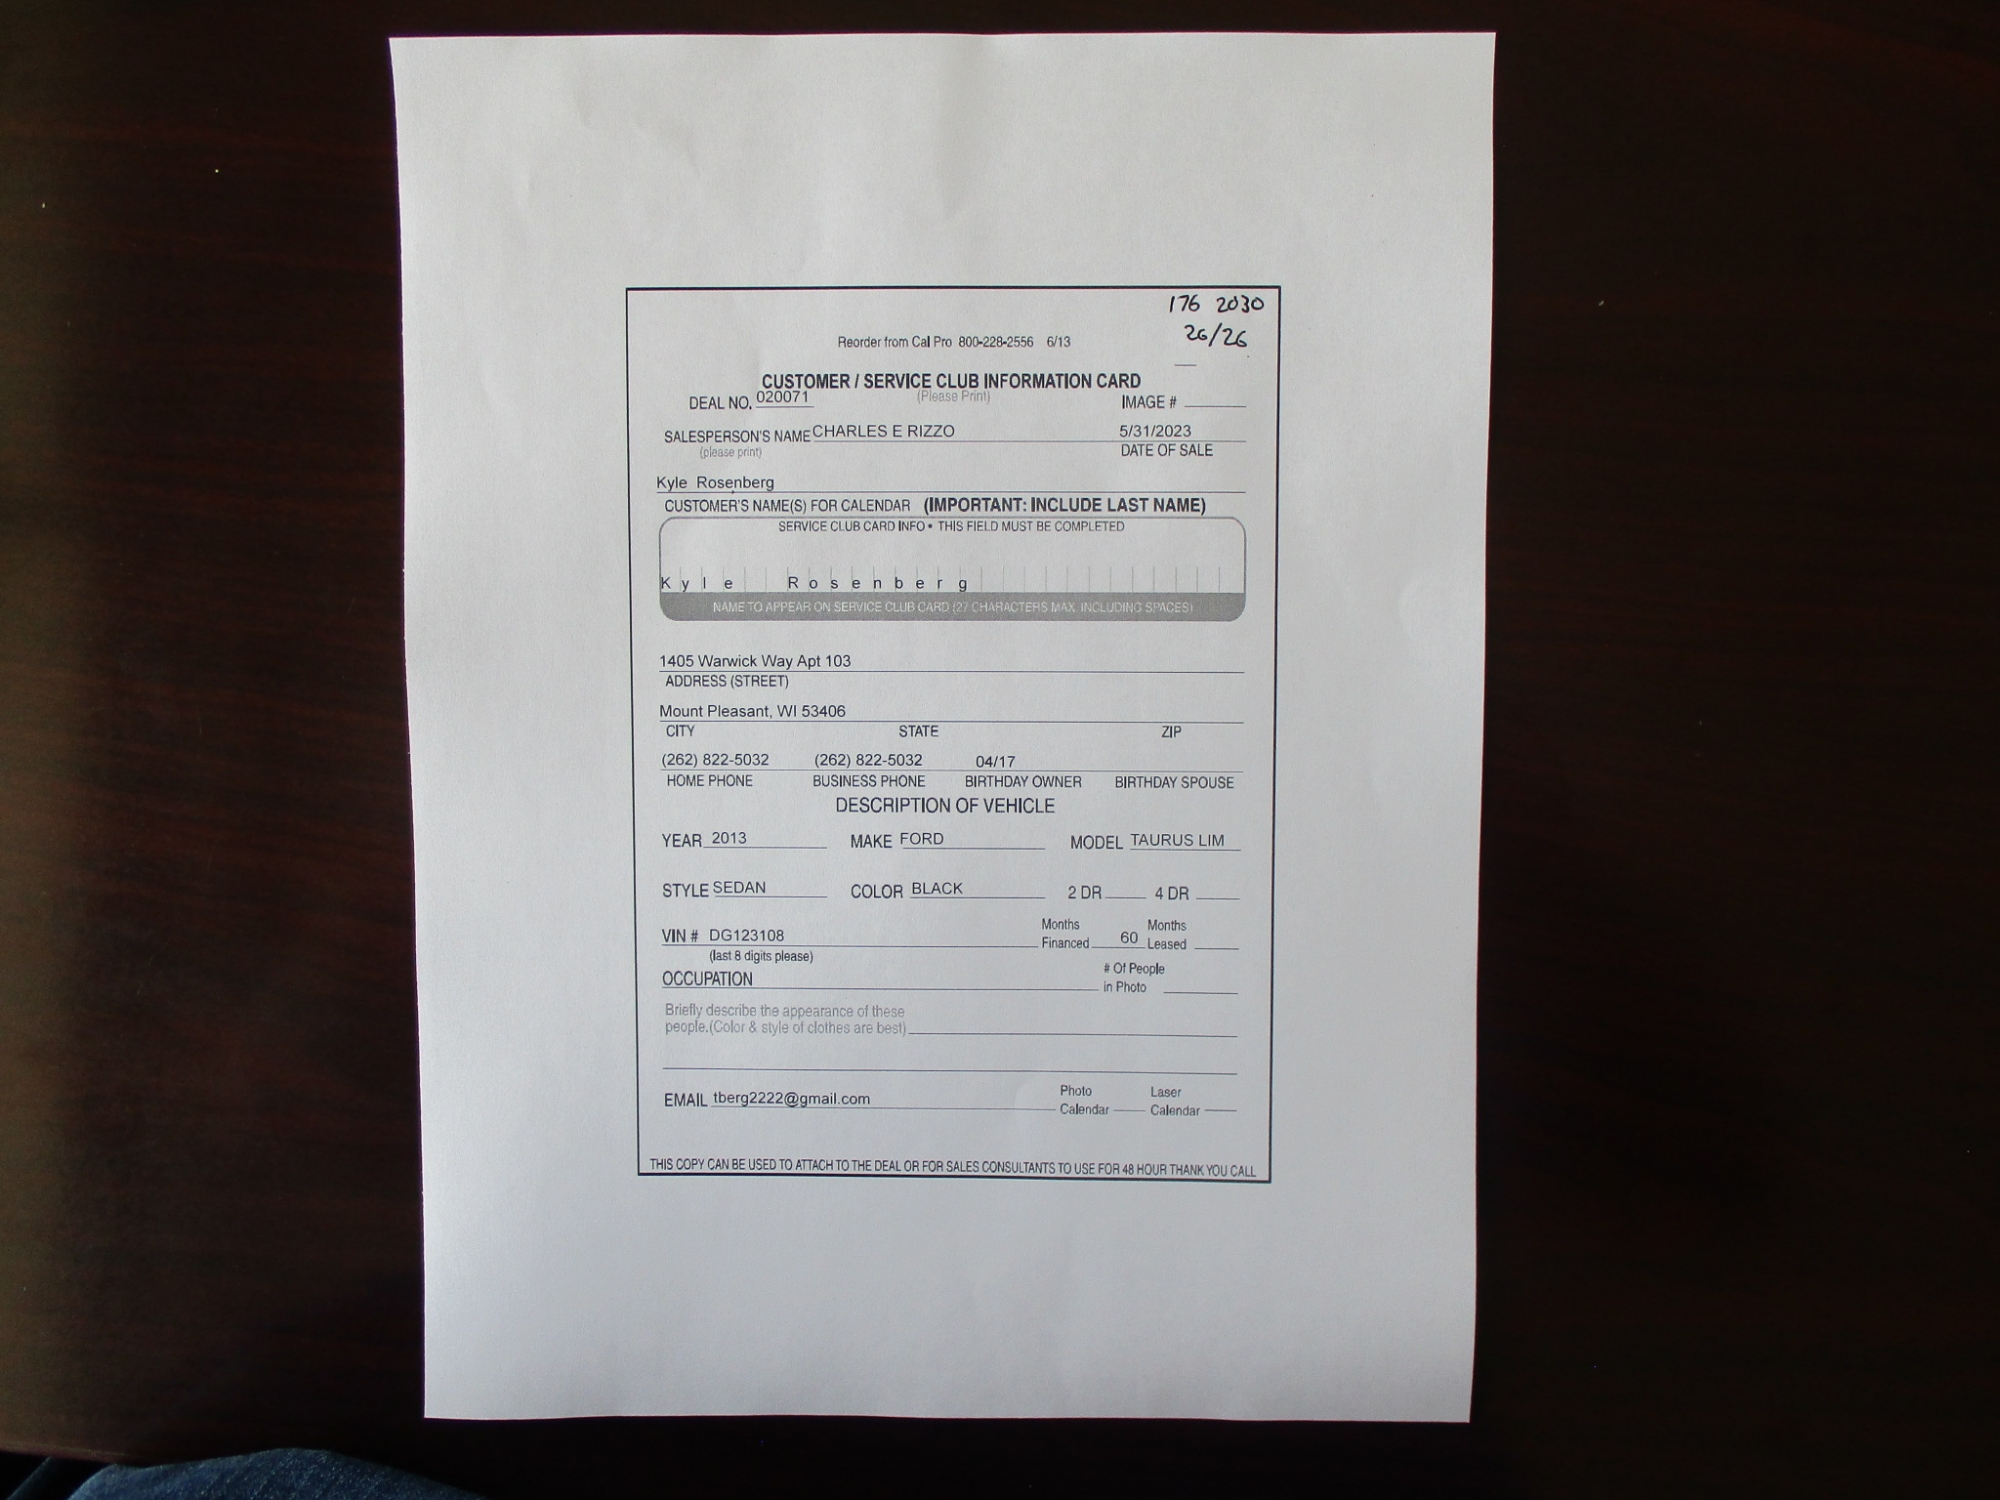 176 2030
26/26
Reorder from Cal Pro 800-228-2556 6/13
CUSTOMER / SERVICE CLUB INFORMATION CARD
DEAL NO. 020071 (Please Print) IMAGE #
SALESPERSON'S NAME CHARLES E RIZZO 5/31/2023
(please print) DATE OF SALE
Kyle Rosenberg
CUSTOMER'S NAME(S) FOR CALENDAR (IMPORTANT: INCLUDE LAST NAME)
SERVICE CLUB CARD INFO • THIS FIELD MUST BE COMPLETED
Kyle Rosenberg
NAME TO APPEAR ON SERVICE CLUB CARD (27 CHARACTERS MAX. INCLUDING SPACES)
1405 Warwick Way Apt 103
ADDRESS (STREET)
Mount Pleasant, WI 53406
CITY STATE ZIP
(262) 822-5032 (262) 822-5032 04/17
HOME PHONE BUSINESS PHONE BIRTHDAY OWNER BIRTHDAY SPOUSE
DESCRIPTION OF VEHICLE
YEAR 2013 MAKE FORD MODEL TAURUS LIM
STYLE SEDAN COLOR BLACK 2 DR 4 DR
VIN # DG123108 Months Financed 60 Months Leased
(last 8 digits please)
OCCUPATION # Of People in Photo
Briefly describe the appearance of these
people.(Color & style of clothes are best)
EMAIL tberg2222@gmail.com Photo Calendar Laser Calendar
THIS COPY CAN BE USED TO ATTACH TO THE DEAL OR FOR SALES CONSULTANTS TO USE FOR 48 HOUR THANK YOU CALL